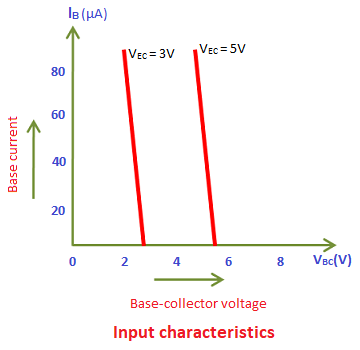 IB (µA)
VEC = 3V
VEC = 5V
80
60
40
20
Base current
0
2
4
6
8
VBC(V)
Base-collector voltage
Input characteristics